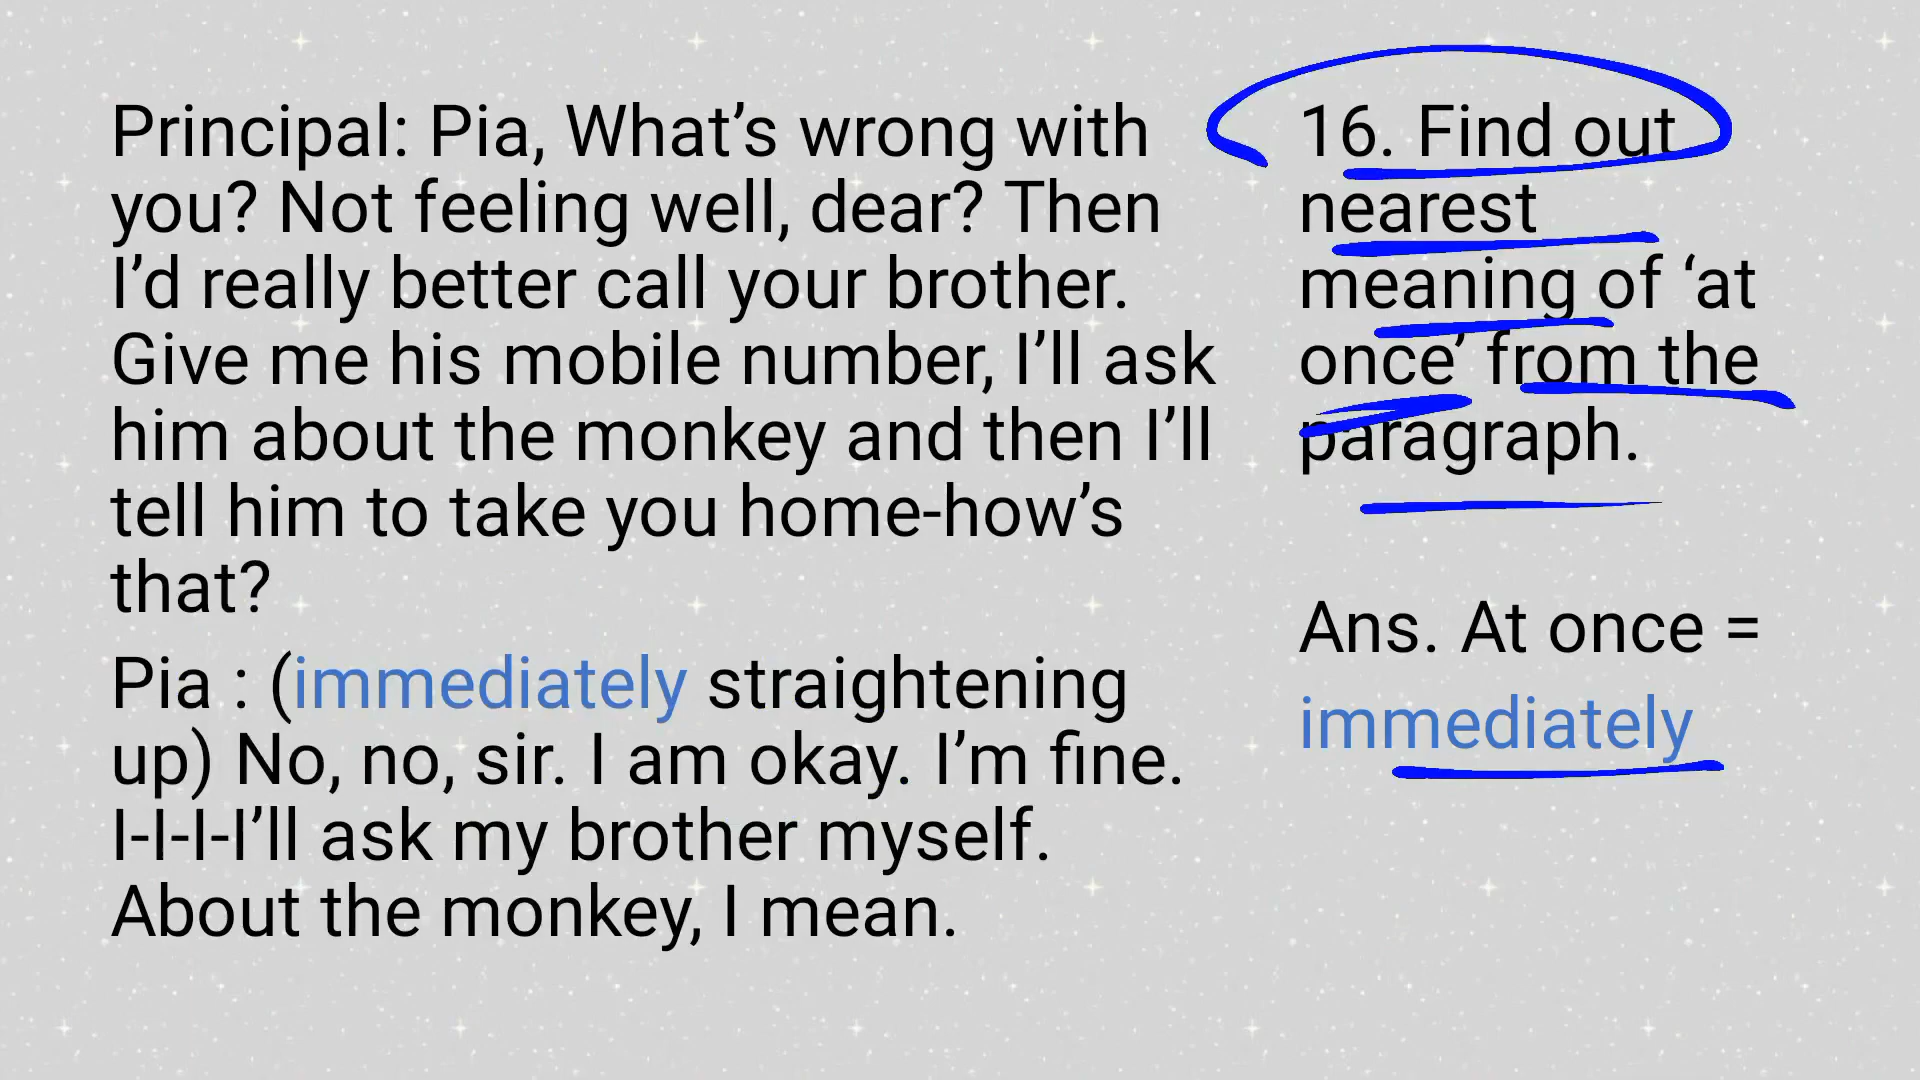 Principal: Pia, What’s wrong with
you? Not feeling well, dear? Then
I’d really better call your brother.
Give me his mobile number, I’ll ask
him about the monkey and then I’ll
tell him to take you home-how’s
that?
Pia : (immediately straightening
up) No, no, sir. I am okay. I’m fine.
I-I-I-I’ll ask my brother myself.
About the monkey, I mean.
16. Find out
nearest
meaning of ‘at
once’ from the
paragraph.
Ans. At once =
immediately